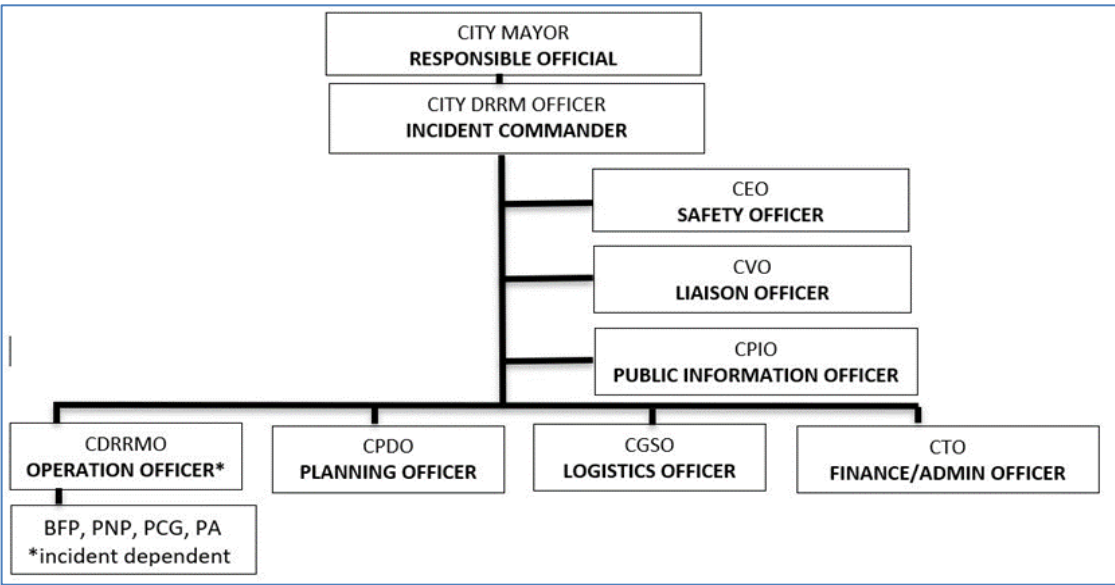 CITY MAYOR
RESPONSIBLE OFFICIAL
CITY DRRM OFFICER
INCIDENT COMMANDER
CEO
SAFETY OFFICER
CVO
LIAISON OFFICER
CPIO
PUBLIC INFORMATION OFFICER
CDRRMO
OPERATION OFFICER*
CPDO
PLANNING OFFICER
CGSO
LOGISTICS OFFICER
CTO
FINANCE/ADMIN OFFICER
BFP, PNP, PCG, PA
*incident dependent